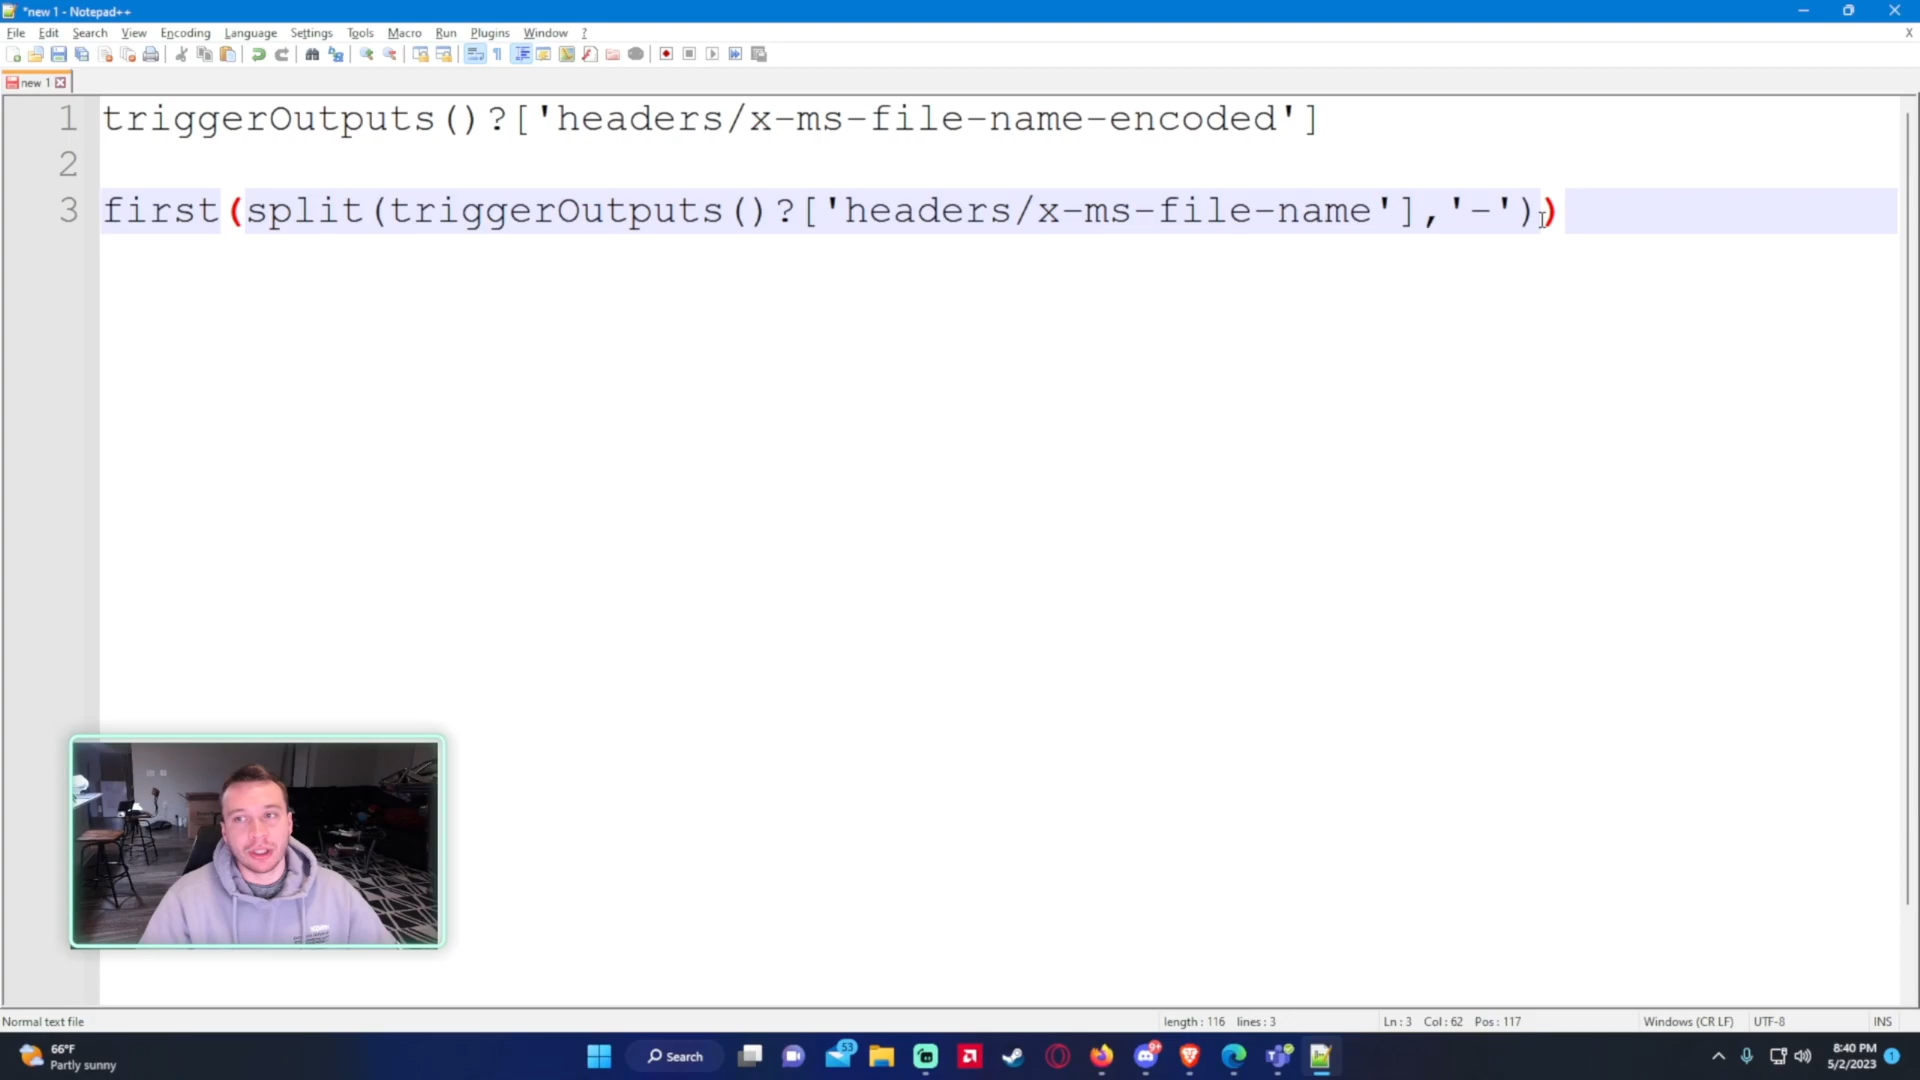 *new 1 - Notepad++
File Edit Search View Encoding Language Settings Tools Macro Run Plugins Window ?
X
new 1
1 triggerOutputs()?['headers/x-ms-file-name-encoded']
2
3 first(split(triggerOutputs()?['headers/x-ms-file-name'],'-'))
Normal text file
length : 116 lines : 3
Ln : 3 Col : 62 Pos : 117
Windows (CR LF)
UTF-8
INS
66°F
Partly sunny
Search
53
9+
8:40 PM
5/2/2023
1